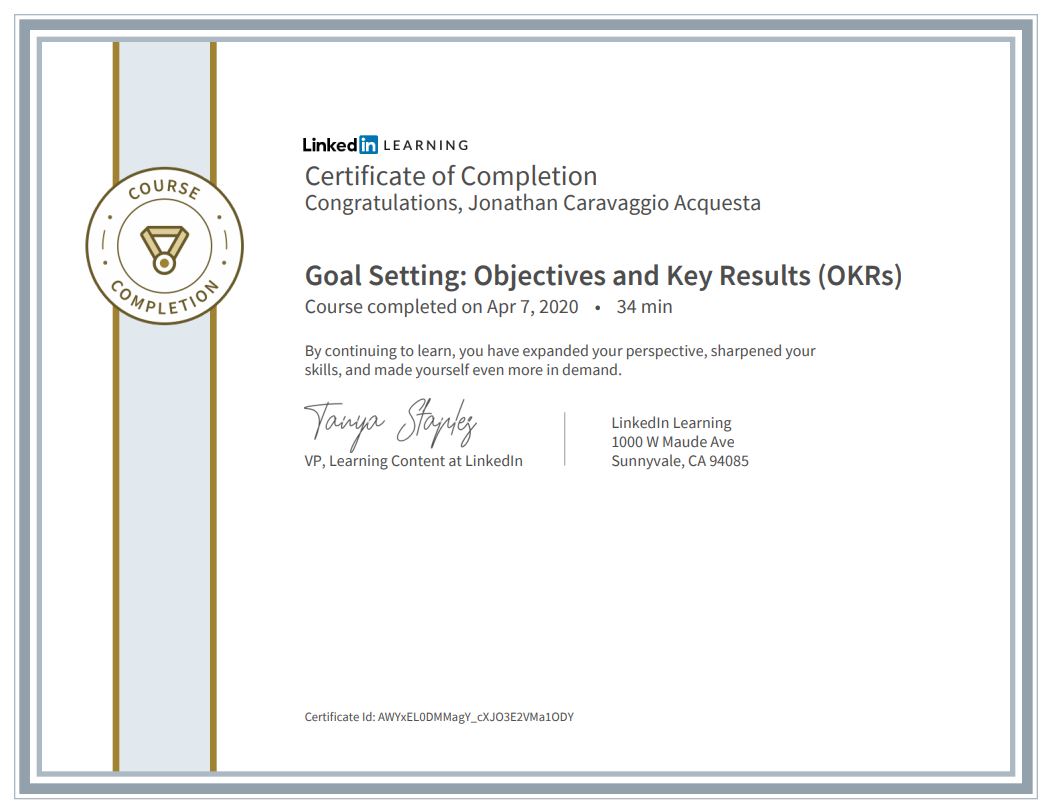 LinkedIn LEARNING
Certificate of Completion
Congratulations, Jonathan Caravaggio Acquesta
COURSE
COMPLETION
Goal Setting: Objectives and Key Results (OKRs)
Course completed on Apr 7, 2020 • 34 min
By continuing to learn, you have expanded your perspective, sharpened your
skills, and made yourself even more in demand.
Tanya Staples
VP, Learning Content at LinkedIn
LinkedIn Learning
1000 W Maude Ave
Sunnyvale, CA 94085
Certificate Id: AWYxEL0DMMagY_cXJO3E2VMa1ODY